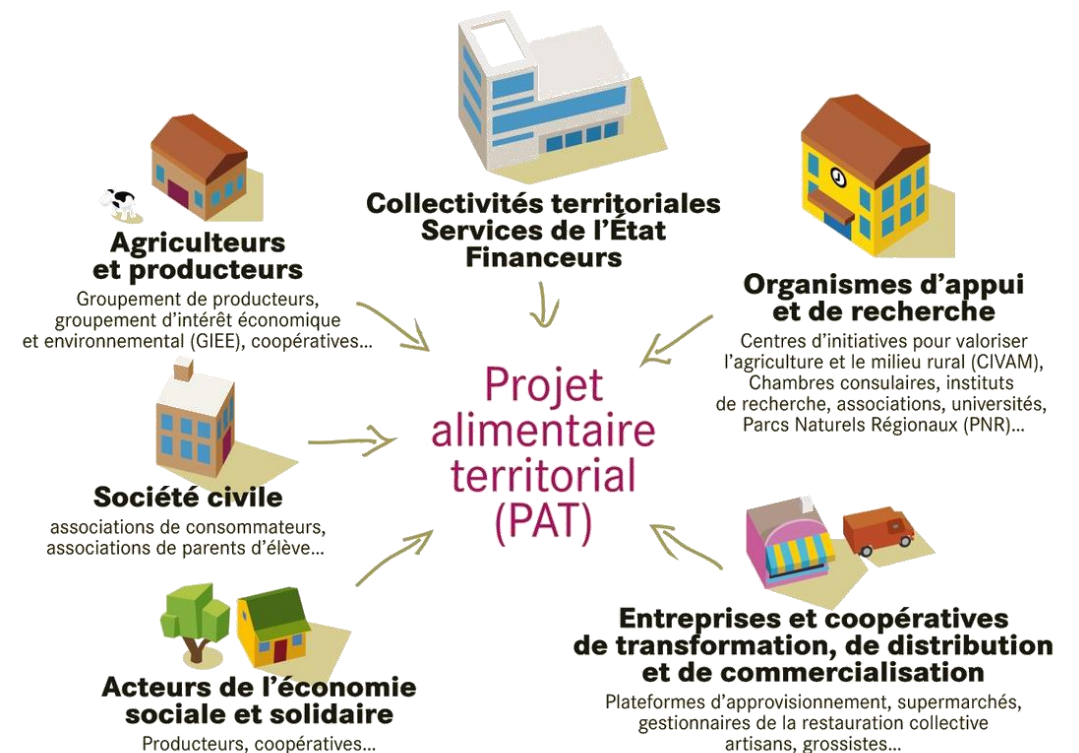 Collectivités territoriales
Services de l'État
Financeurs
Agriculteurs
et producteurs
Groupement de producteurs,
groupement d'intérêt économique
et environnemental (GIEE), coopératives...
Organismes d'appui
et de recherche
Centres d'initiatives pour valoriser
l'agriculture et le milieu rural (CIVAM),
Chambres consulaires, instituts
de recherche, associations, universités,
Parcs Naturels Régionaux (PNR)...
Projet
alimentaire
territorial
(PAT)
Société civile
associations de consommateurs,
associations de parents d'élève...
Acteurs de l'économie
sociale et solidaire
Producteurs, coopératives...
Entreprises et coopératives
de transformation, de distribution
et de commercialisation
Plateformes d'approvisionnement, supermarchés,
gestionnaires de la restauration collective
artisans, grossistes...